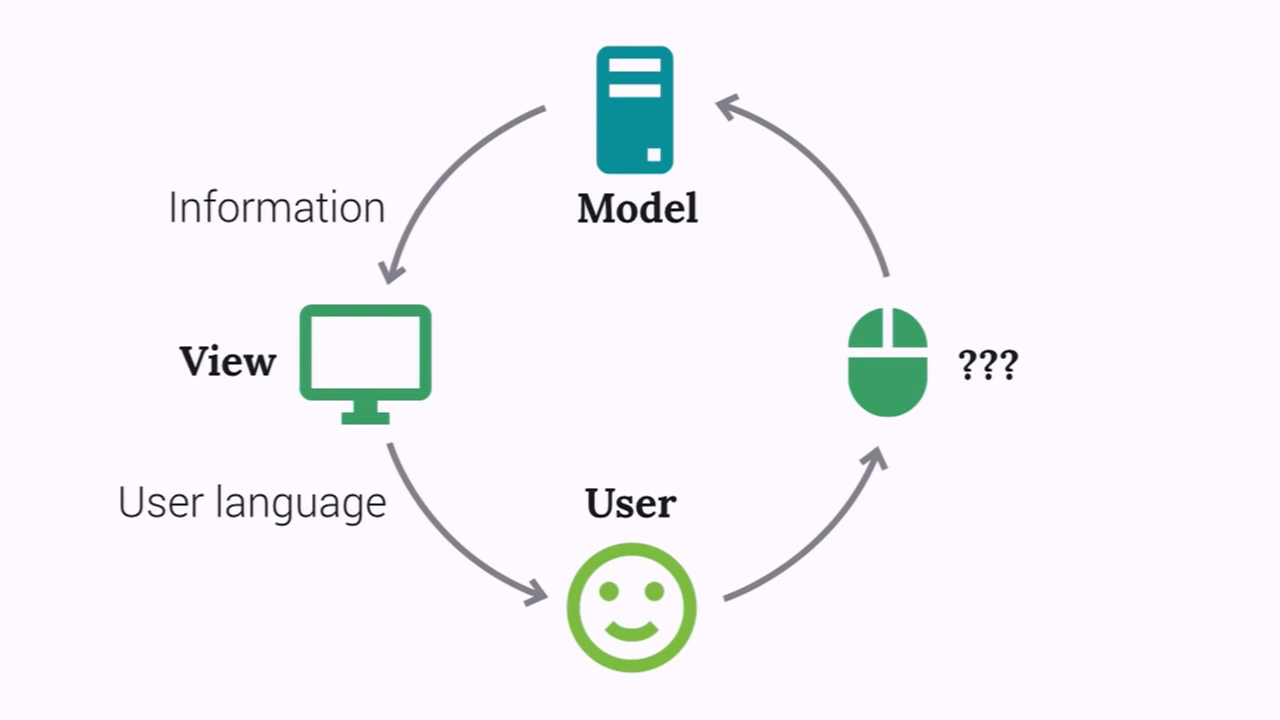 Information
Model
View
???
User language
User